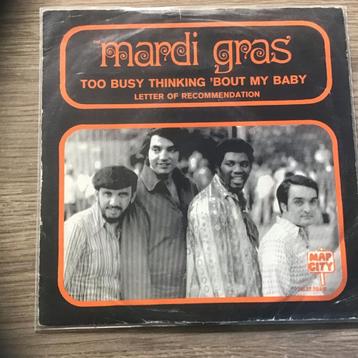 mardi gras
TOO BUSY THINKING 'BOUT MY BABY
LETTER OF RECOMMENDATION
MAP
CITY